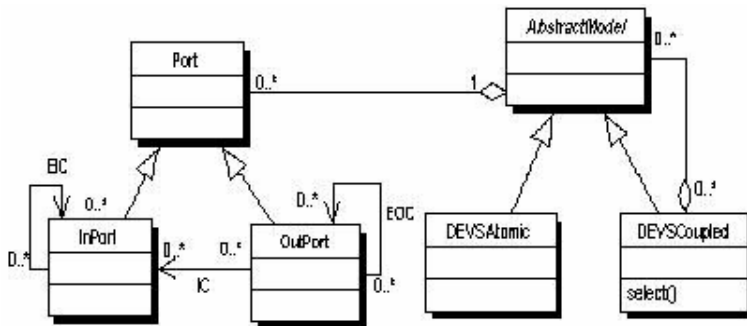 AbstractModel
Port
0..*
0..*
1
EIC
0..*
0..*
EOC
0..*
InPort
0..*
0..*
OutPort
DEVSAtomic
DEVSCoupled
0..*
0..*
IC
select()